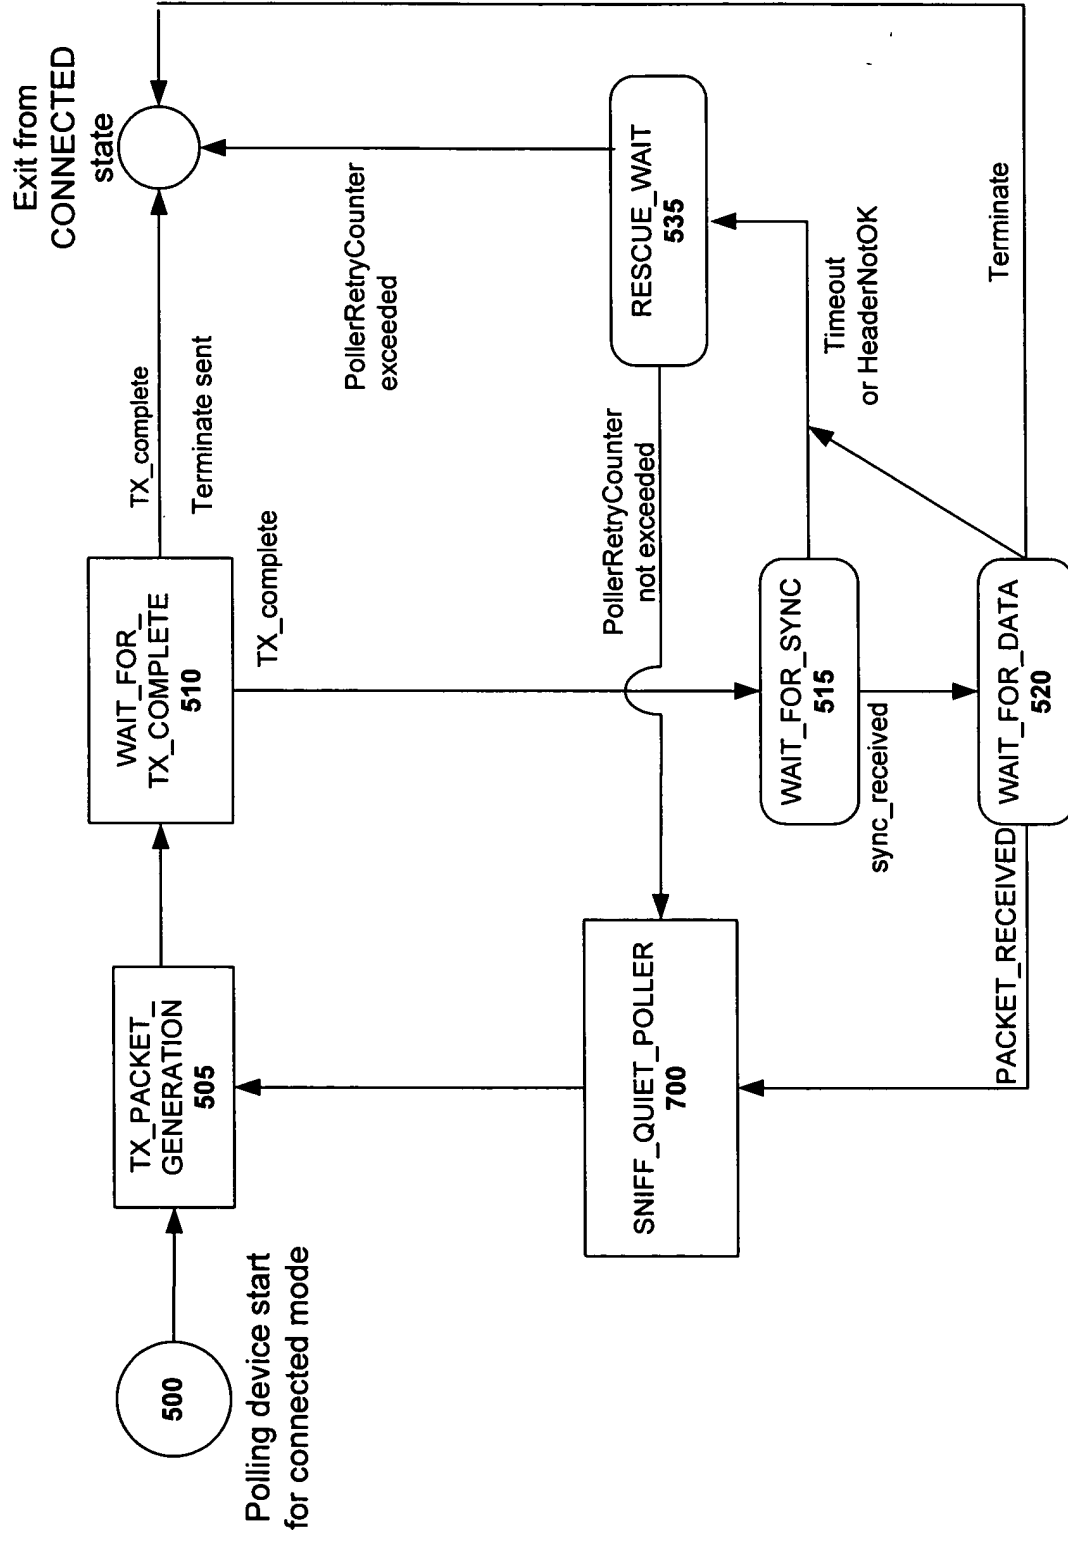 Exit from
CONNECTED
state
TX_complete
Terminate sent
WAIT_FOR_
TX_COMPLETE
510
TX_complete
TX_PACKET_
GENERATION
505
500
Polling device start
for connected mode
PollerRetryCounter
exceeded
RESCUE_WAIT
535
PollerRetryCounter
not exceeded
SNIFF_QUIET_POLLER
700
Timeout
or HeaderNotOK
WAIT_FOR_SYNC
515
sync_received
Terminate
WAIT_FOR_DATA
520
PACKET_RECEIVED